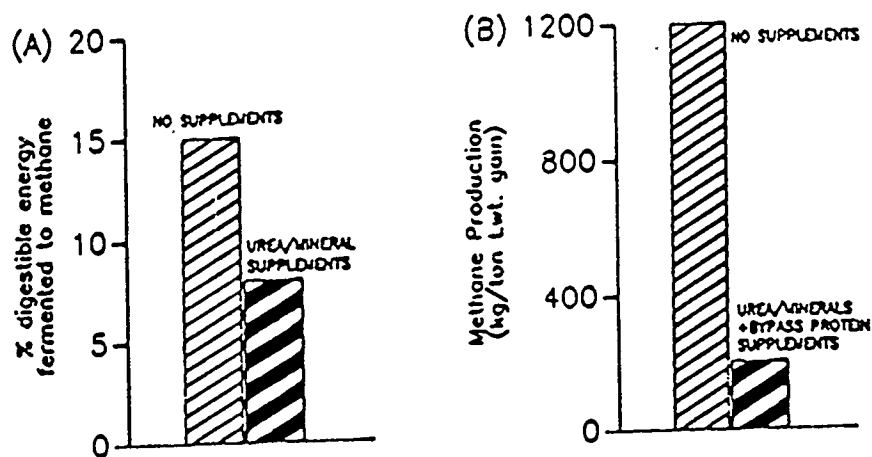 (A)
% digestible energy
fermented to methane
20
15
10
5
0
NO SUPPLEMENTS
UREA/MINERAL
SUPPLEMENTS
(B)
Methane Production
(kg/ton Lwt. gain)
1200
800
400
0
NO SUPPLEMENTS
UREA/MINERALS
+BYPASS PROTEIN
SUPPLEMENTS